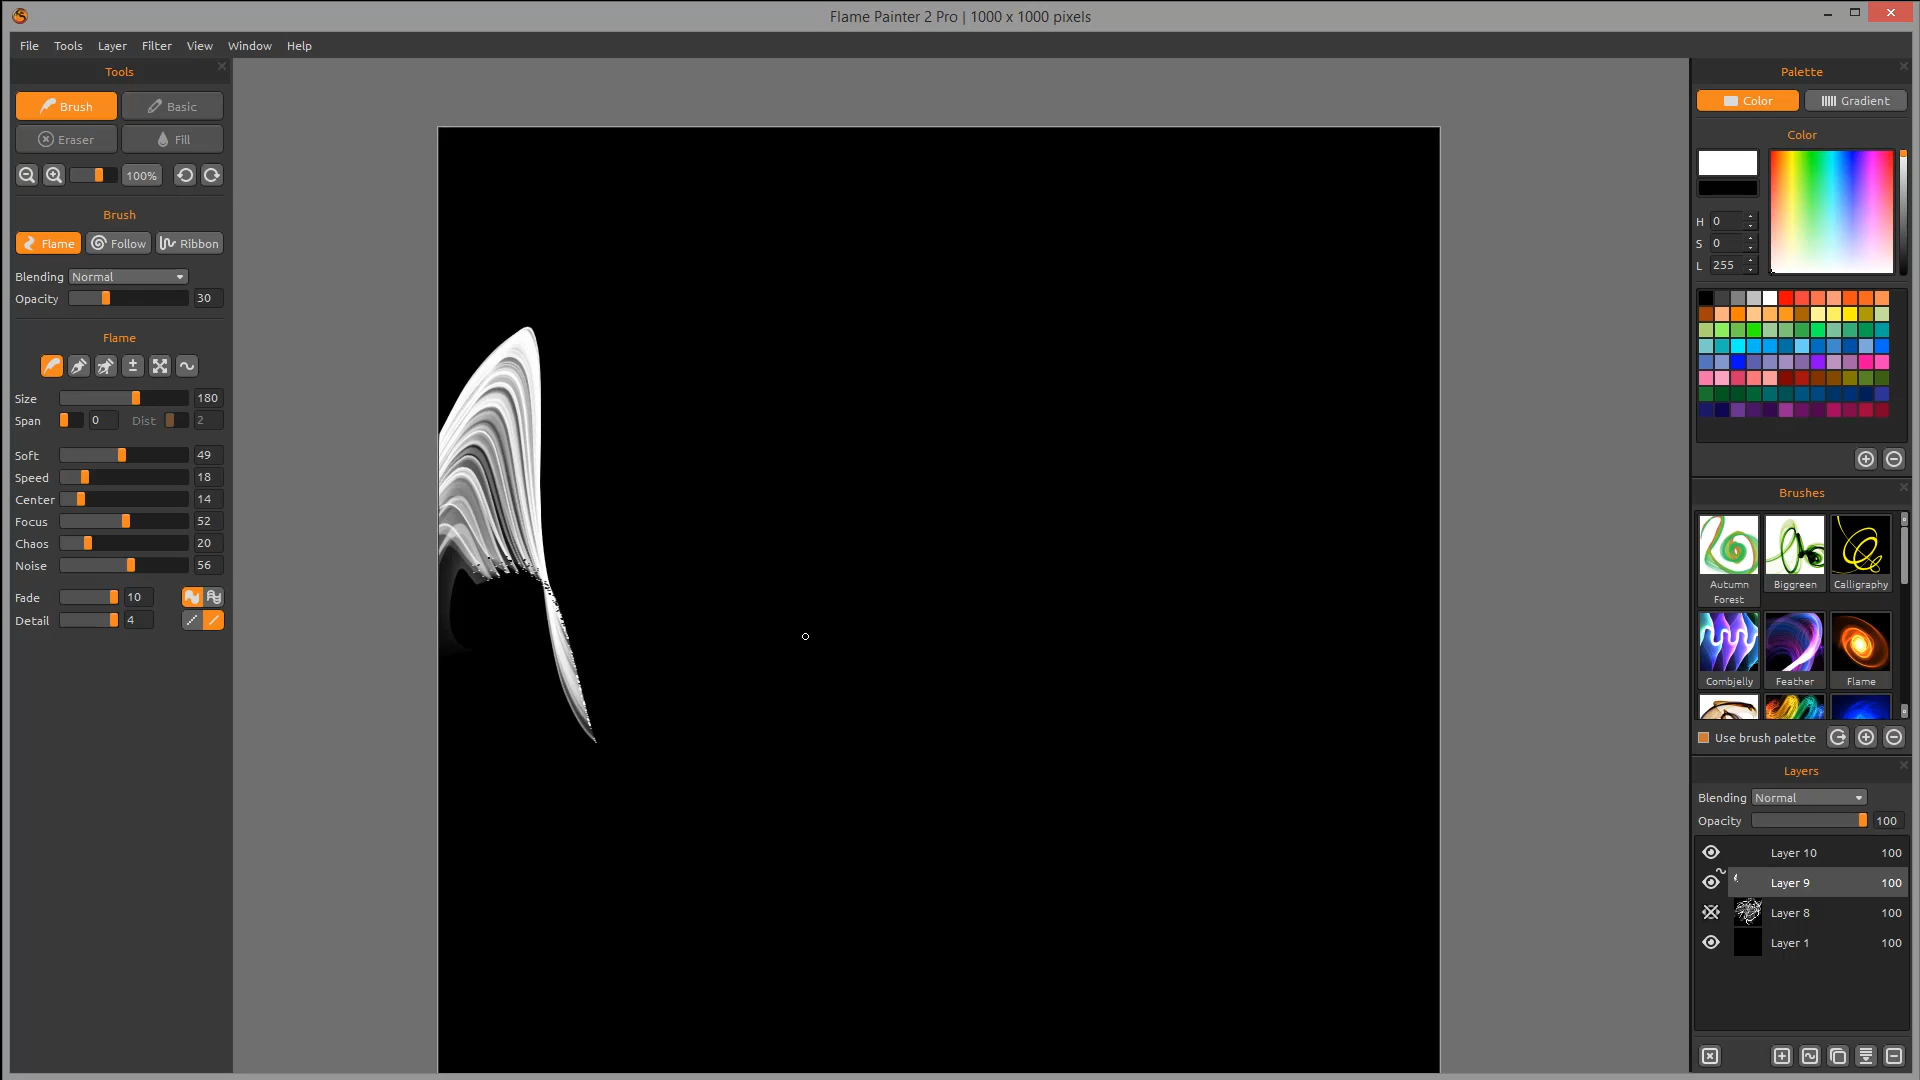 Flame Painter 2 Pro | 1000 x 1000 pixels
File Tools Layer Filter View Window Help
Tools
Brush Basic
Eraser Fill
100%
Brush
Flame Follow Ribbon
Blending Normal
Opacity 30
Flame
Size 180
Span 0 Dist 2
Soft 49
Speed 18
Center 14
Focus 52
Chaos 20
Noise 56
Fade 10
Detail 4
Palette
Color Gradient
Color
H 0
S 0
L 255
Brushes
Autumn Forest Biggreen Calligraphy
Combjelly Feather Flame
Use brush palette
Layers
Blending Normal
Opacity 100
Layer 10 100
Layer 9 100
Layer 8 100
Layer 1 100